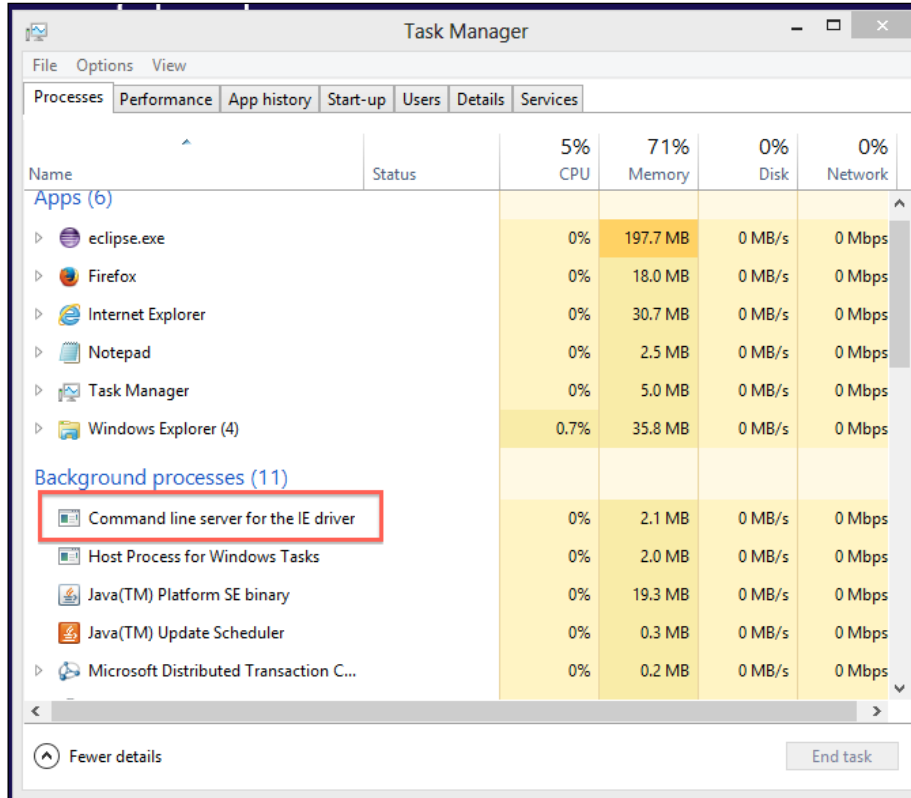 Task Manager
File Options View
Processes Performance App history Start-up Users Details Services
5% 71% 0% 0%
Name Status CPU Memory Disk Network
Apps (6)
eclipse.exe 0% 197.7 MB 0 MB/s 0 Mbps
Firefox 0% 18.0 MB 0 MB/s 0 Mbps
Internet Explorer 0% 30.7 MB 0 MB/s 0 Mbps
Notepad 0% 2.5 MB 0 MB/s 0 Mbps
Task Manager 0% 5.0 MB 0 MB/s 0 Mbps
Windows Explorer (4) 0.7% 35.8 MB 0 MB/s 0 Mbps
Background processes (11)
Command line server for the IE driver 0% 2.1 MB 0 MB/s 0 Mbps
Host Process for Windows Tasks 0% 2.0 MB 0 MB/s 0 Mbps
Java(TM) Platform SE binary 0% 19.3 MB 0 MB/s 0 Mbps
Java(TM) Update Scheduler 0% 0.3 MB 0 MB/s 0 Mbps
Microsoft Distributed Transaction C... 0% 0.2 MB 0 MB/s 0 Mbps
Fewer details End task